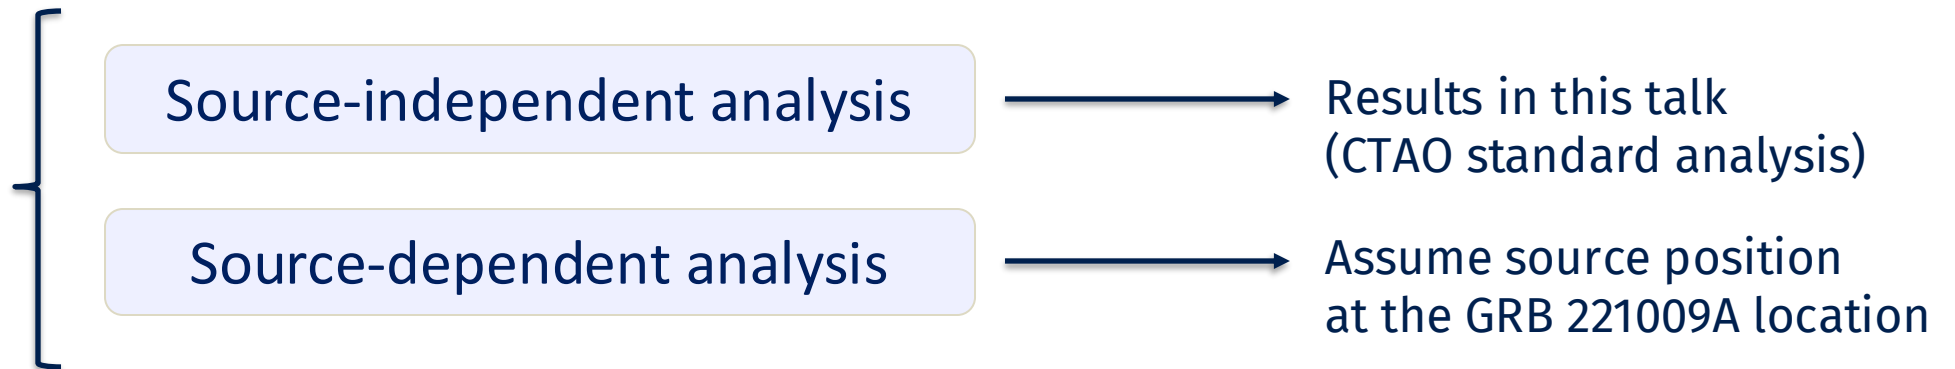 Source-independent analysis
Results in this talk
(CTAO standard analysis)
Source-dependent analysis
Assume source position
at the GRB 221009A location